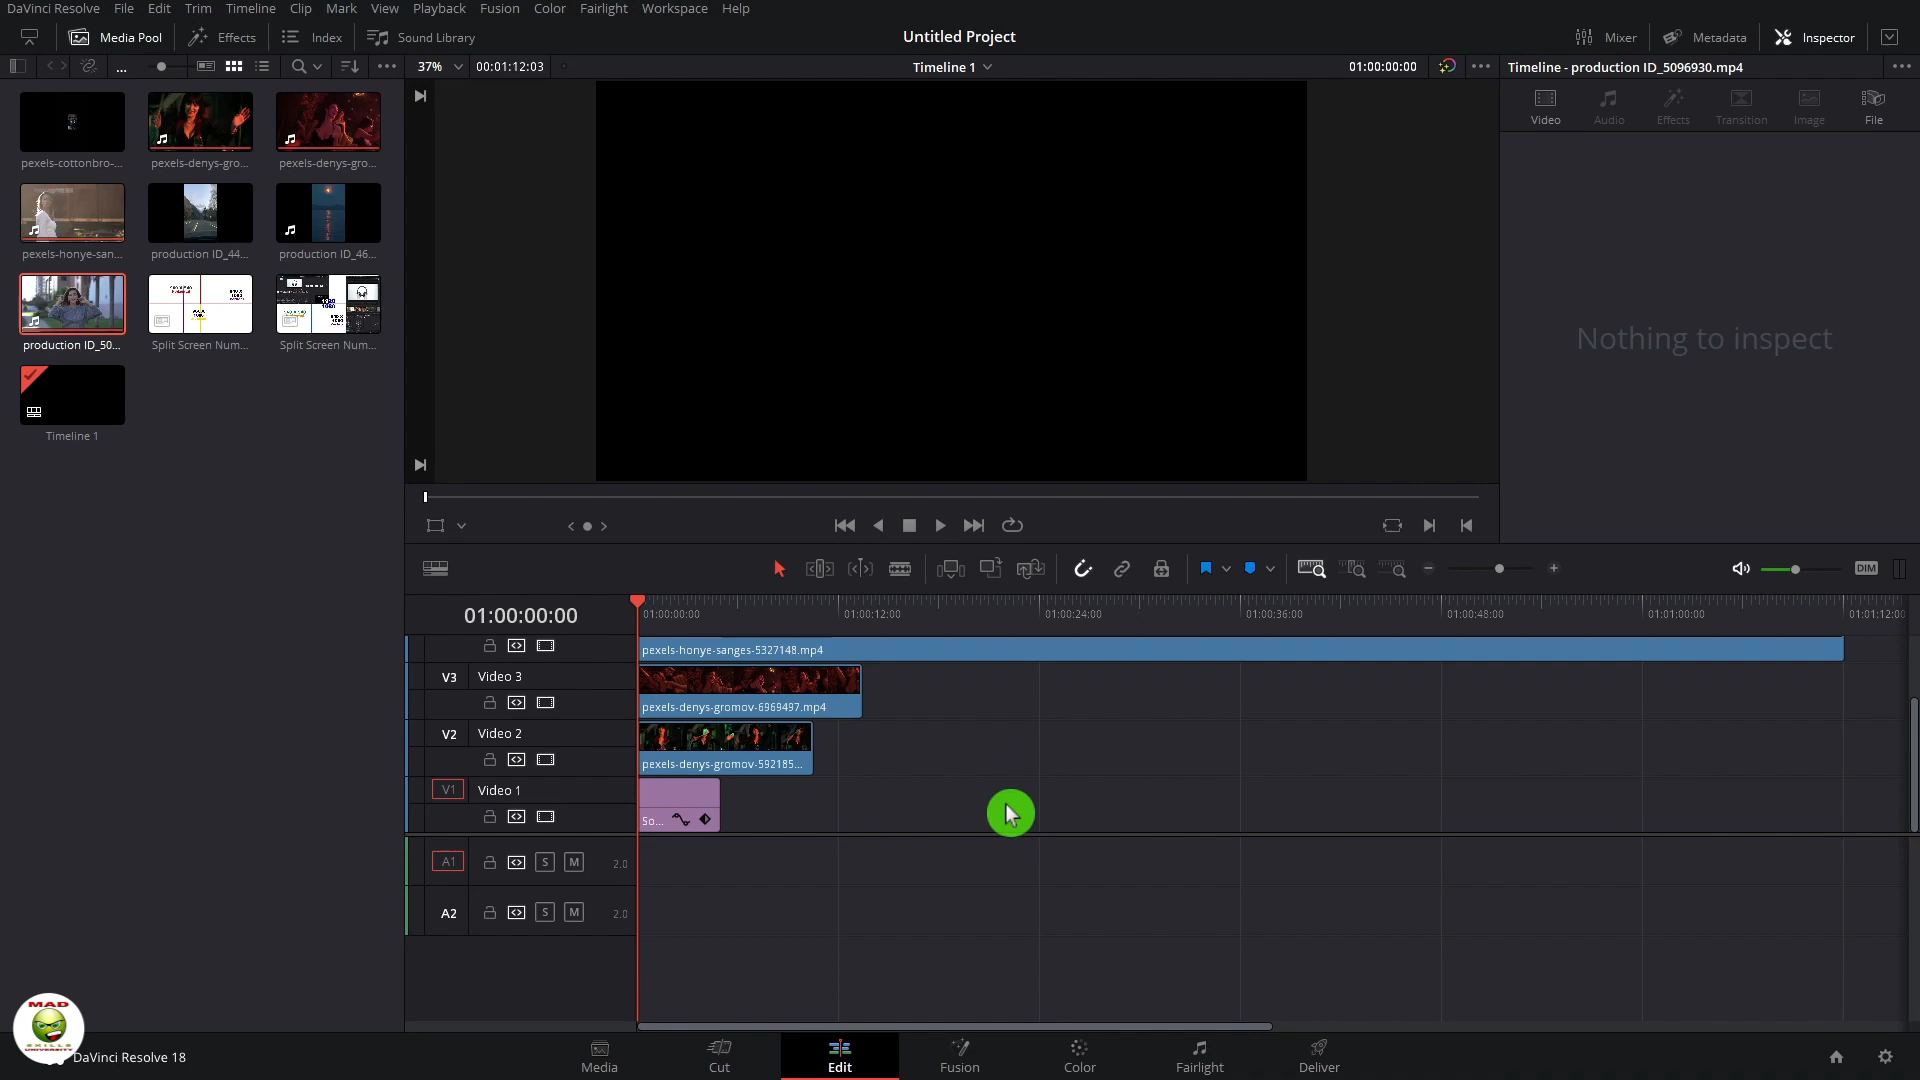 DaVinci Resolve File Edit Trim Timeline Clip Mark View Playback Fusion Color Fairlight Workspace Help
Media Pool Effects Index Sound Library Untitled Project Mixer Metadata Inspector
... 37% 00:01:12:03 Timeline 1 01:00:00:00 Timeline - production ID_5096930.mp4
Video Audio Effects Transition Image File
pexels-cottonbro-... pexels-denys-gro... pexels-denys-gro...
pexels-honye-san... production ID_44... production ID_46...
production ID_50... Split Screen Num... Split Screen Num...
Timeline 1
Nothing to inspect
DIM
01:00:00:00 01:00:00:00 01:00:12:00 01:00:24:00 01:00:36:00 01:00:48:00 01:01:00:00 01:01:12:00
pexels-honye-sanges-5327148.mp4
V3 Video 3
pexels-denys-gromov-6969497.mp4
V2 Video 2
pexels-denys-gromov-592185...
V1 Video 1
So...
A1 S M 2.0
A2 S M 2.0
MAD
SKILLS
UNIVERSITY
DaVinci Resolve 18
Media Cut Edit Fusion Color Fairlight Deliver